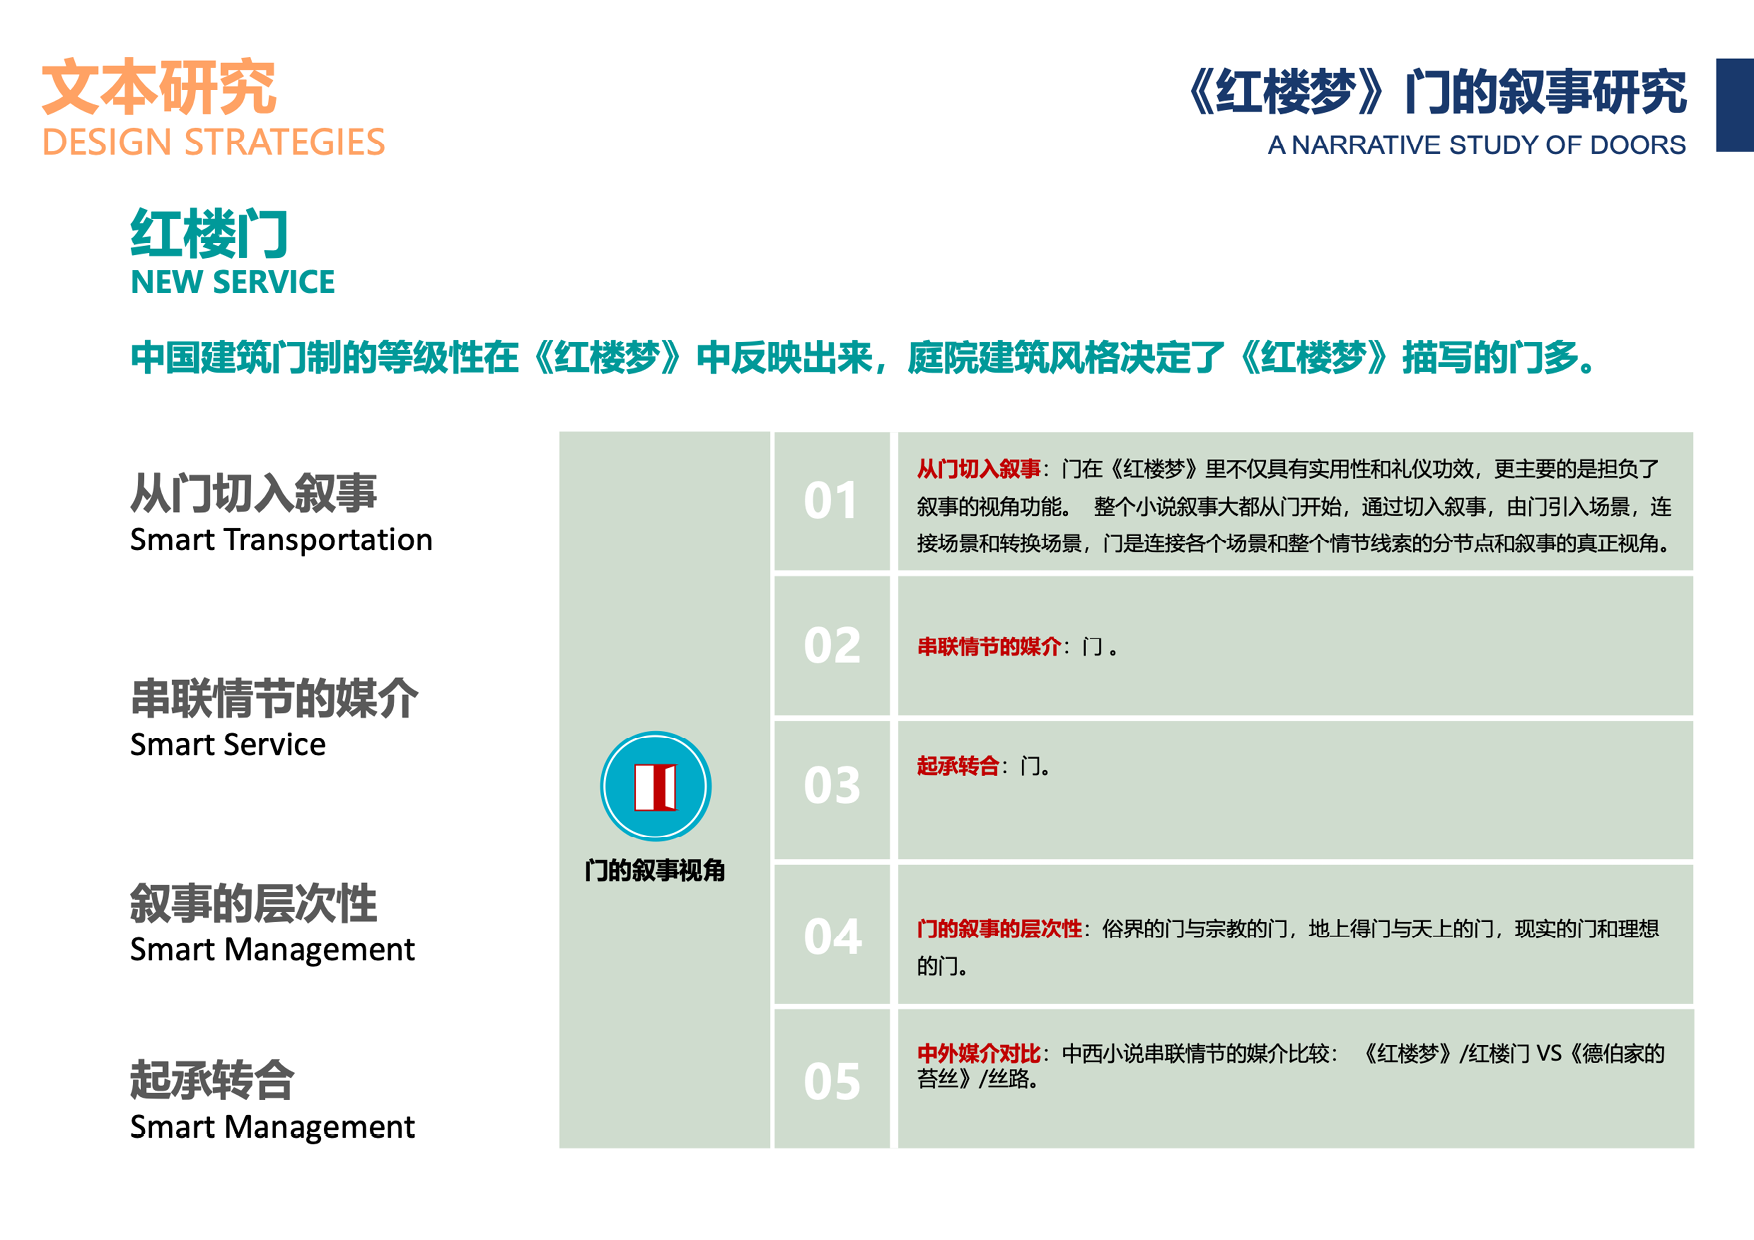 文本研究
DESIGN STRATEGIES
《红楼梦》门的叙事研究
A NARRATIVE STUDY OF DOORS
红楼门
NEW SERVICE
中国建筑门制的等级性在《红楼梦》中反映出来，庭院建筑风格决定了《红楼梦》描写的门多。
从门切入叙事
Smart Transportation
串联情节的媒介
Smart Service
叙事的层次性
Smart Management
起承转合
Smart Management
门的叙事视角
01
从门切入叙事：门在《红楼梦》里不仅具有实用性和礼仪功效，更主要的是担负了
叙事的视角功能。 整个小说叙事大都从门开始，通过切入叙事，由门引入场景，连
接场景和转换场景，门是连接各个场景和整个情节线索的分节点和叙事的真正视角。
02
串联情节的媒介：门 。
03
起承转合：门。
04
门的叙事的层次性：俗界的门与宗教的门，地上得门与天上的门，现实的门和理想
的门。
05
中外媒介对比：中西小说串联情节的媒介比较： 《红楼梦》/红楼门 VS《德伯家的
苔丝》/丝路。